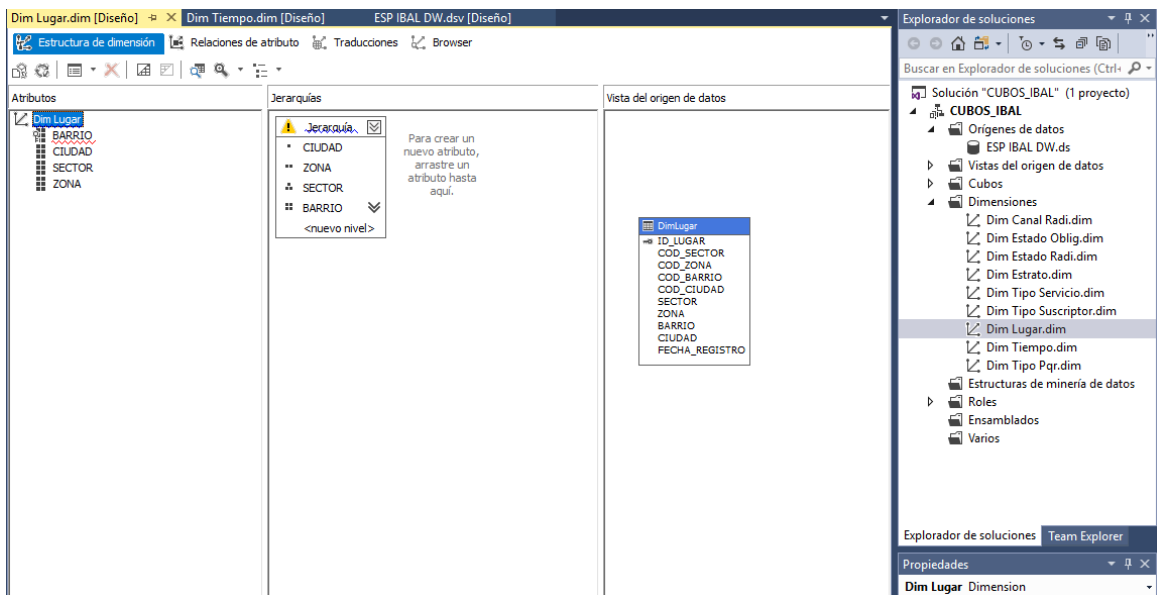 Dim Lugar.dim [Diseño]
Dim Tiempo.dim [Diseño]
ESP IBAL DW.dsv [Diseño]
Estructura de dimensión
Relaciones de atributo
Traducciones
Browser
Atributos
Dim Lugar
BARRIO
CIUDAD
SECTOR
ZONA
Jerarquías
Jerarquía
CIUDAD
ZONA
SECTOR
BARRIO
<nuevo nivel>
Para crear un
nuevo atributo,
arrastre un
atributo hasta
aquí.
Vista del origen de datos
DimLugar
ID_LUGAR
COD_SECTOR
COD_ZONA
COD_BARRIO
COD_CIUDAD
SECTOR
ZONA
BARRIO
CIUDAD
FECHA_REGISTRO
Explorador de soluciones
Buscar en Explorador de soluciones (Ctrl+
Solución "CUBOS_IBAL" (1 proyecto)
CUBOS_IBAL
Orígenes de datos
ESP IBAL DW.ds
Vistas del origen de datos
Cubos
Dimensiones
Dim Canal Radi.dim
Dim Estado Oblig.dim
Dim Estado Radi.dim
Dim Estrato.dim
Dim Tipo Servicio.dim
Dim Tipo Suscriptor.dim
Dim Lugar.dim
Dim Tiempo.dim
Dim Tipo Pqr.dim
Estructuras de minería de datos
Roles
Ensamblados
Varios
Explorador de soluciones
Team Explorer
Propiedades
Dim Lugar Dimension